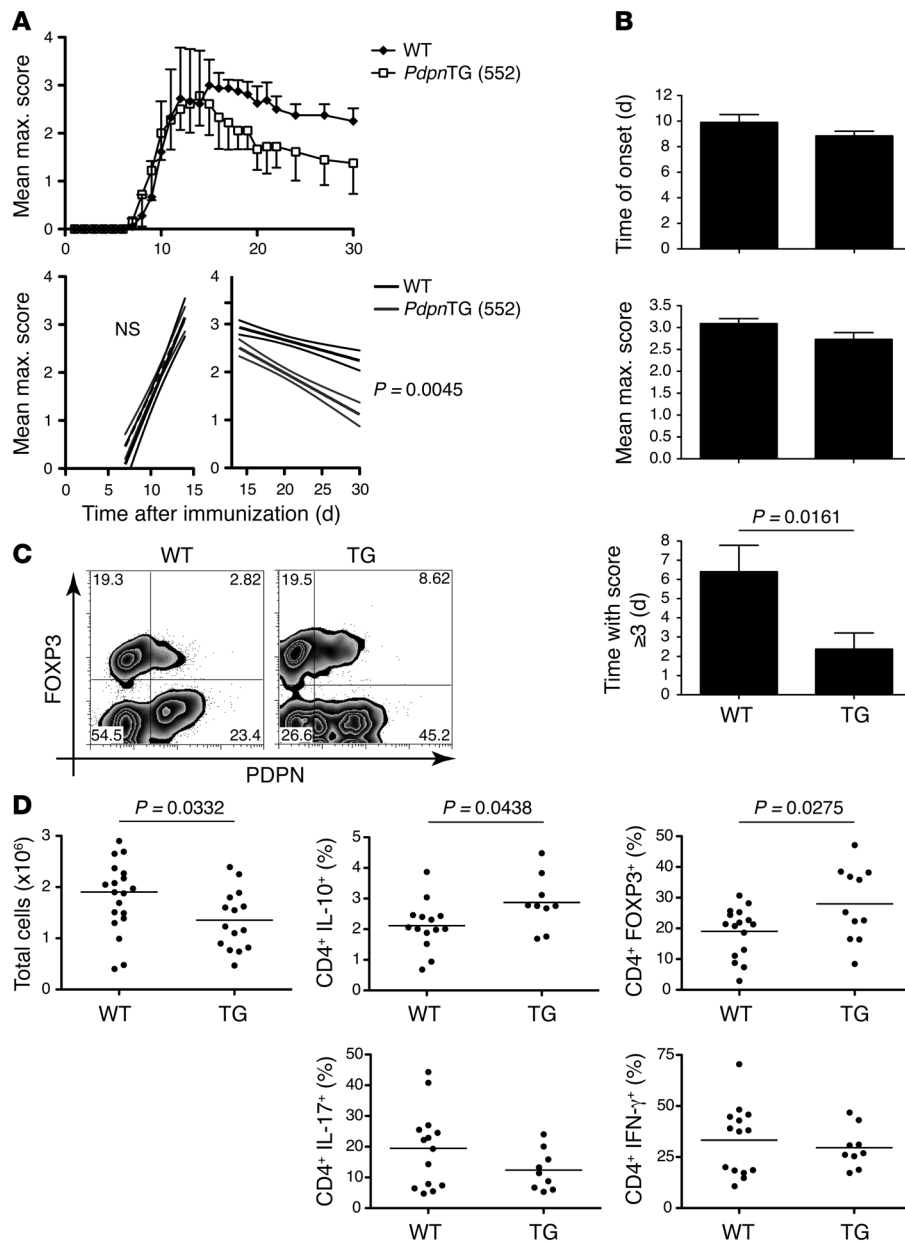 A
Mean max. score
4
3
2
1
0
0 10 20 30
WT
PdpnTG (552)
Mean max. score
4
3
2
1
0
0 5 10 15
NS
4
3
2
1
0
15 20 25 30
WT
PdpnTG (552)
P = 0.0045
Time after immunization (d)
B
Time of onset (d)
12
10
8
6
4
2
0
Mean max. score
3.5
3.0
2.5
2.0
1.5
1.0
0.5
0.0
P = 0.0161
Time with score
≥3 (d)
8
7
6
5
4
3
2
1
0
WT TG
C
WT TG
19.3 2.82
54.5 23.4
19.5 8.62
26.6 45.2
FOXP3
PDPN
D
P = 0.0332
Total cells (x10⁶)
3
2
1
0
WT TG
P = 0.0438
CD4⁺ IL-10⁺ (%)
5
4
3
2
1
0
WT TG
P = 0.0275
CD4⁺ FOXP3⁺ (%)
50
40
30
20
10
0
WT TG
CD4⁺ IL-17⁺ (%)
50
40
30
20
10
0
WT TG
CD4⁺ IFN-γ⁺ (%)
75
50
25
0
WT TG